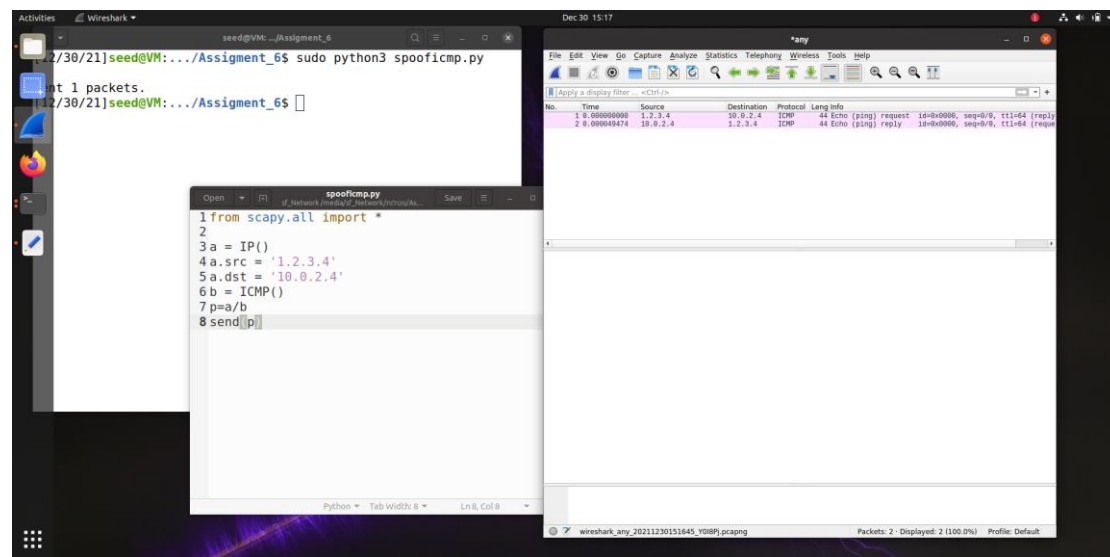 Activities Wireshark Dec 30 15:17
seed@VM: .../Assigment_6
12/30/21]seed@VM:.../Assigment_6$ sudo python3 spooficmp.py
nt 1 packets.
12/30/21]seed@VM:.../Assigment_6$
Open spooficmp.py Save
1 from scapy.all import *
2
3 a = IP()
4 a.src = '1.2.3.4'
5 a.dst = '10.0.2.4'
6 b = ICMP()
7 p=a/b
8 send(p)
Python Tab Width: 8 Ln 8, Col 8
*any
File Edit View Go Capture Analyze Statistics Telephony Wireless Tools Help
Apply a display filter ... <Ctrl-/>
No. Time Source Destination Protocol Leng Info
1 0.000000000 1.2.3.4 10.0.2.4 ICMP 44 Echo (ping) request id=0x0000, seq=0/0, ttl=64 (reply
2 0.000049474 10.0.2.4 1.2.3.4 ICMP 44 Echo (ping) reply id=0x0000, seq=0/0, ttl=64 (reque
wireshark_any_20211230151645_Y0I8Pj.pcapng Packets: 2 · Displayed: 2 (100.0%) Profile: Default